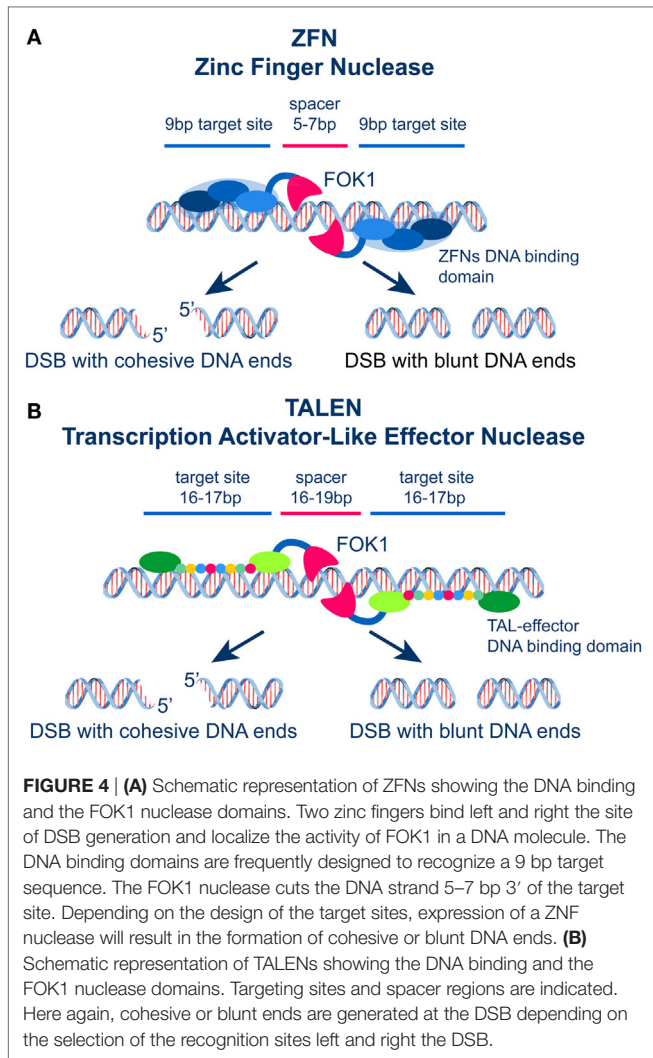 A
ZFN
Zinc Finger Nuclease
spacer
9bp target site 5-7bp 9bp target site
FOK1
ZFNs DNA binding
domain
5’ 5’
DSB with cohesive DNA ends DSB with blunt DNA ends
B
TALEN
Transcription Activator-Like Effector Nuclease
target site spacer target site
16-17bp 16-19bp 16-17bp
FOK1
TAL-effector
DNA binding domain
5’ 5’
DSB with cohesive DNA ends DSB with blunt DNA ends
FIGURE 4 | (A) Schematic representation of ZFNs showing the DNA binding
and the FOK1 nuclease domains. Two zinc fingers bind left and right the site
of DSB generation and localize the activity of FOK1 in a DNA molecule. The
DNA binding domains are frequently designed to recognize a 9 bp target
sequence. The FOK1 nuclease cuts the DNA strand 5–7 bp 3′ of the target
site. Depending on the design of the target sites, expression of a ZNF
nuclease will result in the formation of cohesive or blunt DNA ends. (B)
Schematic representation of TALENs showing the DNA binding and the
FOK1 nuclease domains. Targeting sites and spacer regions are indicated.
Here again, cohesive or blunt ends are generated at the DSB depending on
the selection of the recognition sites left and right the DSB.